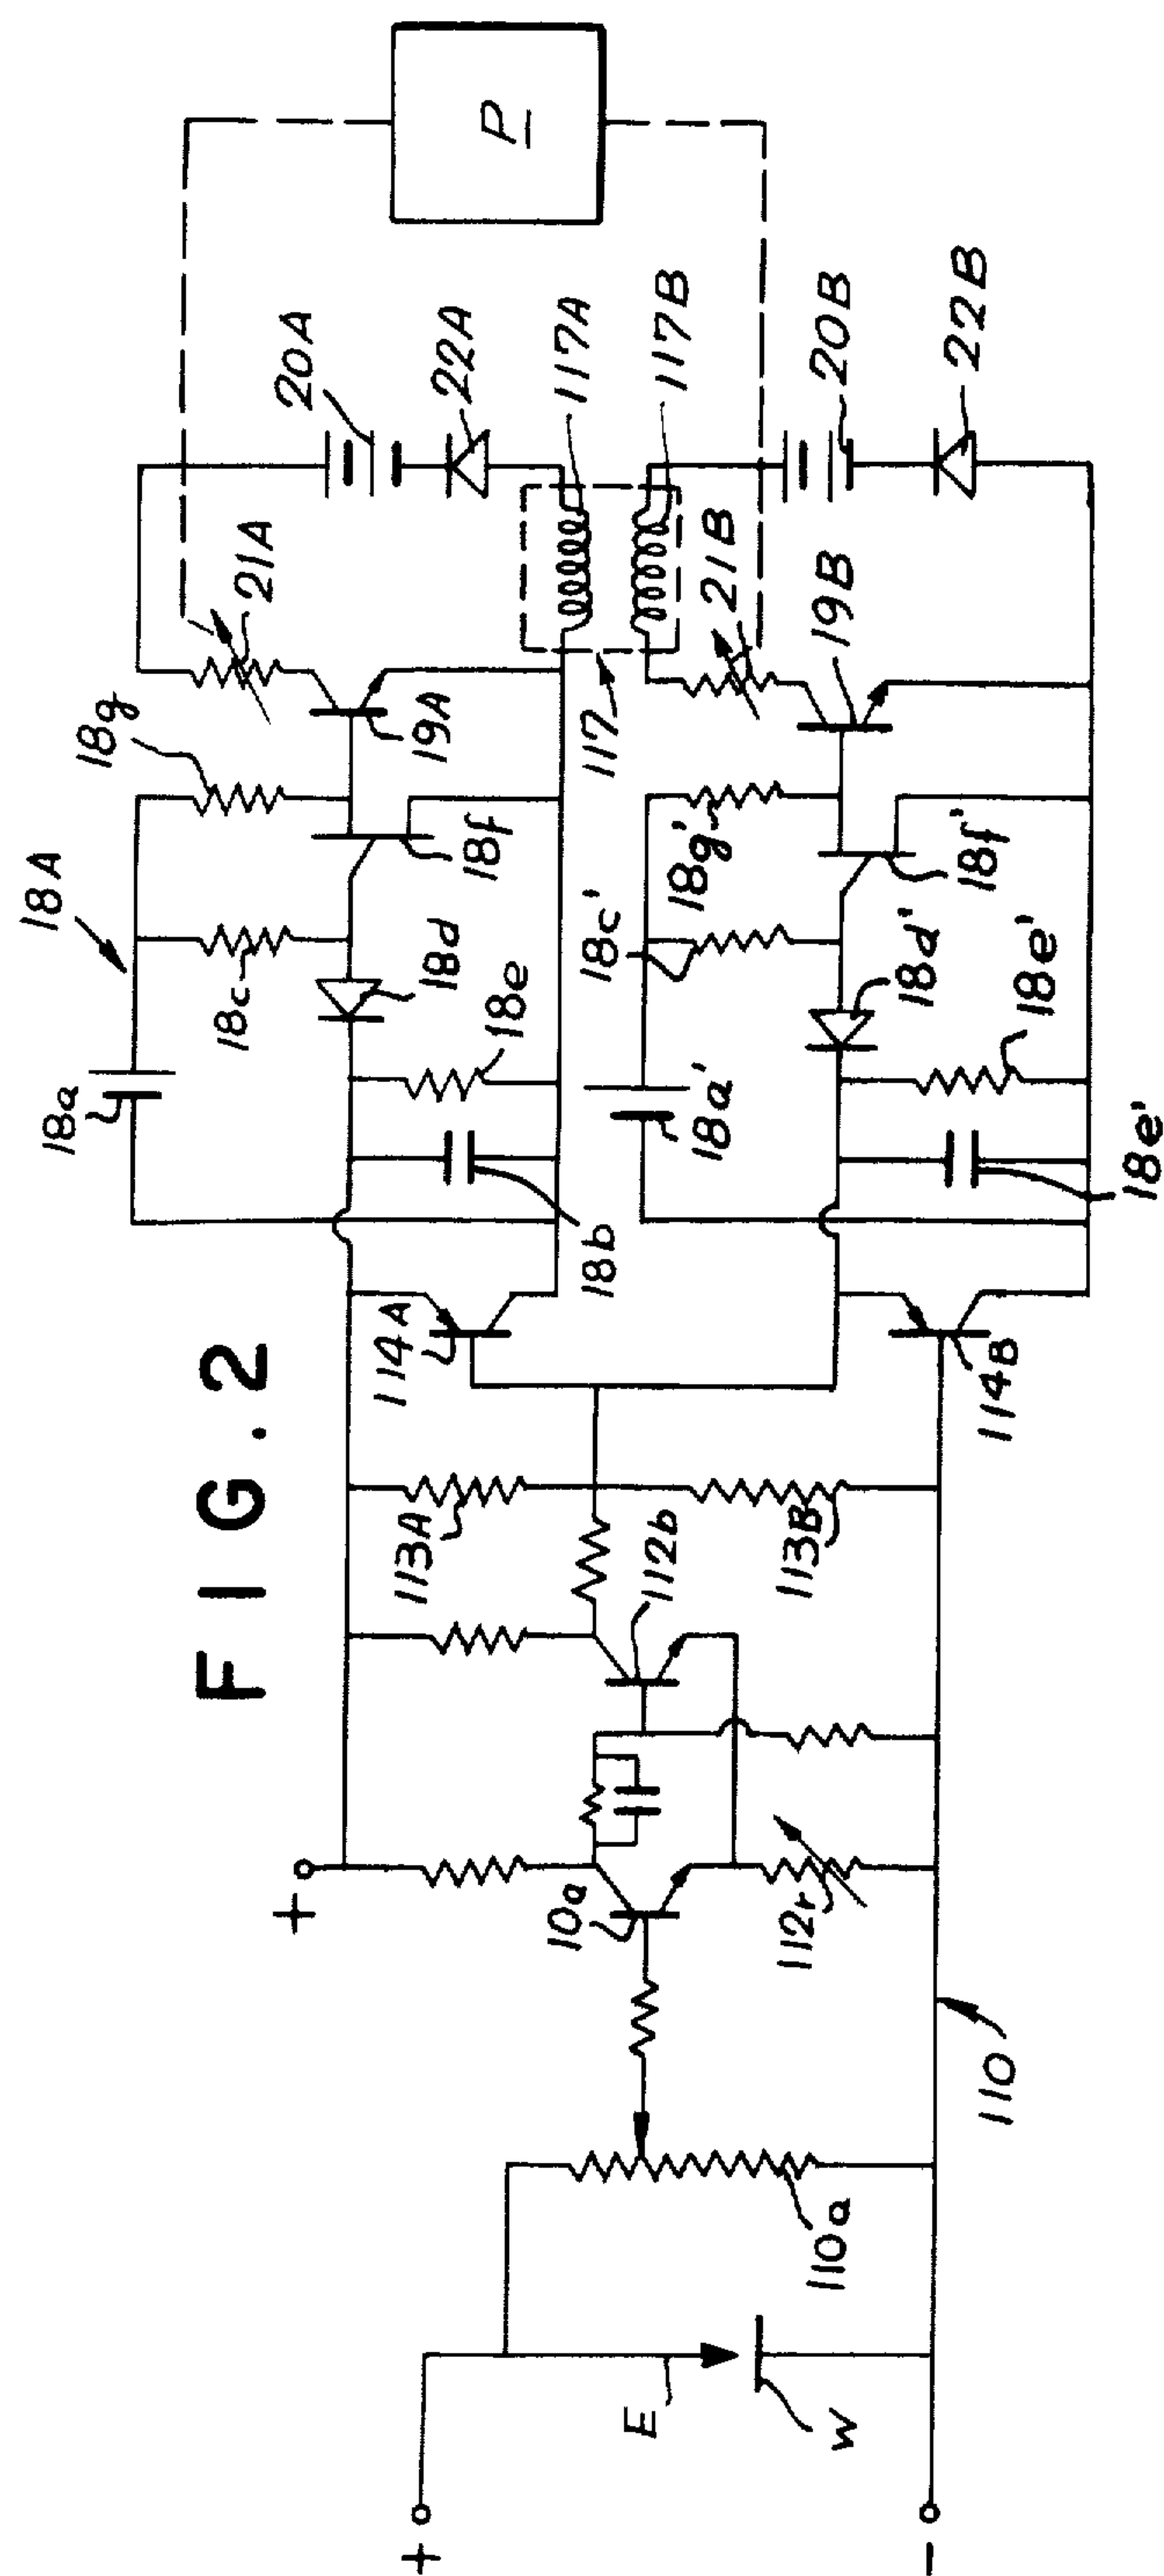 FIG. 2
18A
18a
18c
18g
21A
20A
22A
P
18d
18f
19A
18e
18b
117A
117B
117
114A
18c'
18g'
21B
20B
22B
18a'
18d'
18f'
19B
18e'
18e'
114B
+
113A
112b
113B
10a
112r
110
110a
+
E
W
-